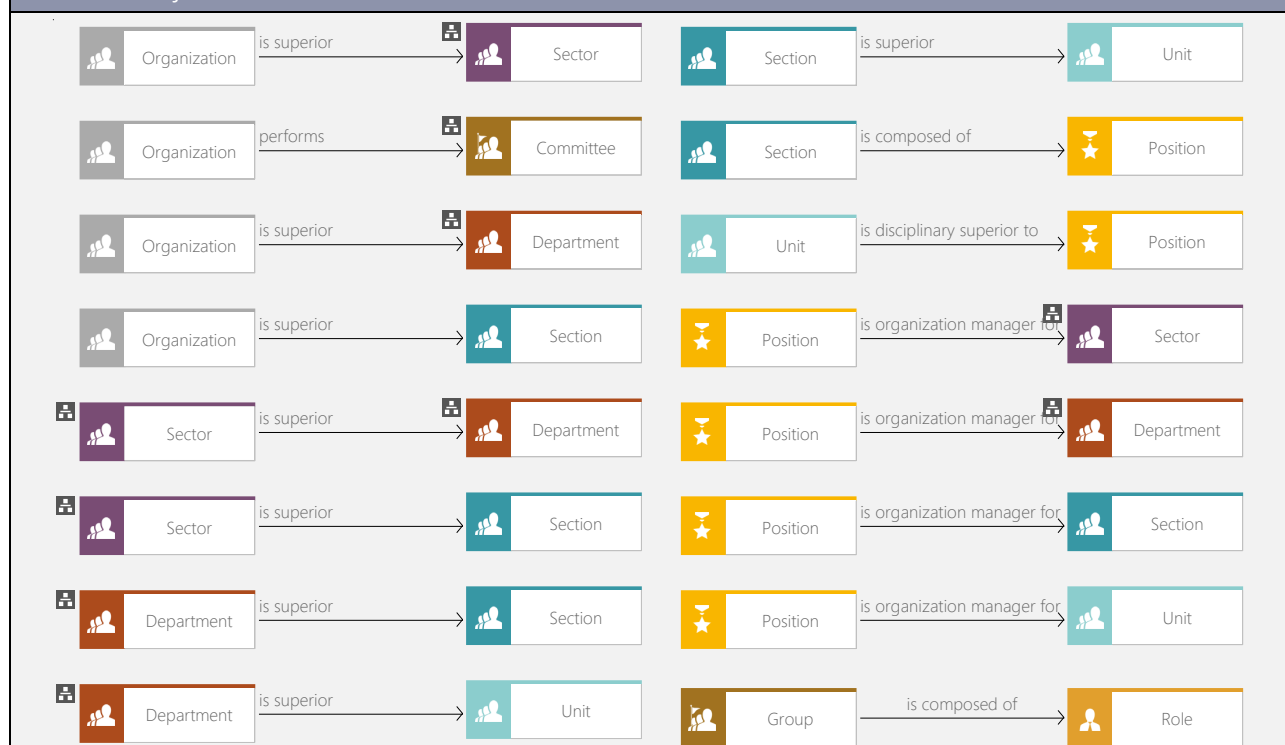 Organization is superior Sector
Section is superior Unit
Organization performs Committee
Section is composed of Position
Organization is superior Department
Unit is disciplinary superior to Position
Organization is superior Section
Position is organization manager for Sector
Sector is superior Department
Position is organization manager for Department
Sector is superior Section
Position is organization manager for Section
Department is superior Section
Position is organization manager for Unit
Department is superior Unit
Group is composed of Role